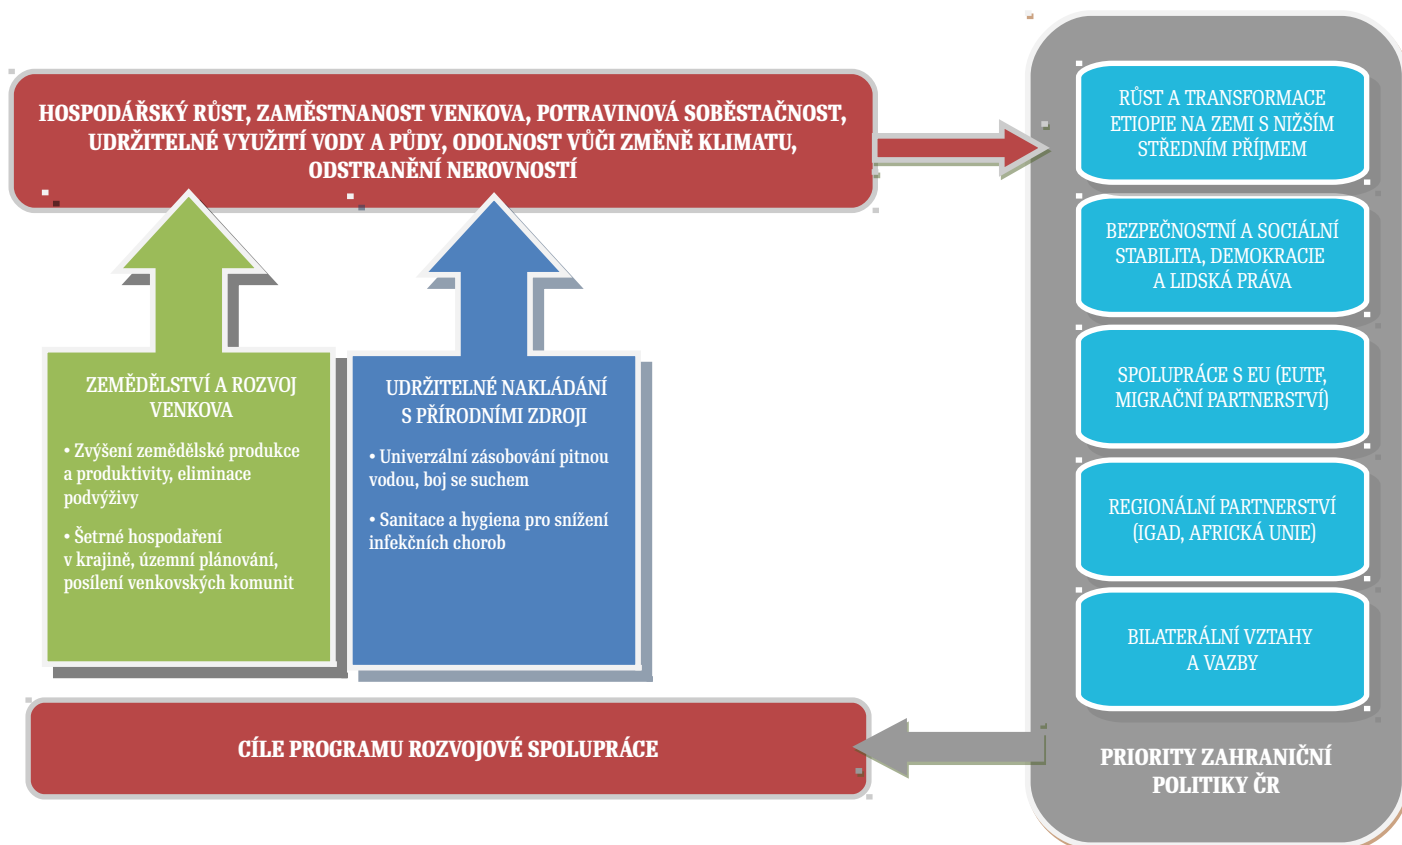 HOSPODÁŘSKÝ RŮST, ZAMĚSTNANOST VENKOVA, POTRAVINOVÁ SOBĚSTAČNOST,
UDRŽITELNÉ VYUŽITÍ VODY A PŮDY, ODOLNOST VŮČI ZMĚNĚ KLIMATU,
ODSTRANĚNÍ NEROVNOSTÍ
ZEMĚDĚLSTVÍ A ROZVOJ
VENKOVA
• Zvýšení zemědělské produkce
a produktivity, eliminace
podvýživy
• Šetrné hospodaření
v krajině, územní plánování,
posílení venkovských komunit
UDRŽITELNÉ NAKLÁDÁNÍ
S PŘÍRODNÍMI ZDROJI
• Univerzální zásobování pitnou
vodou, boj se suchem
• Sanitace a hygiena pro snížení
infekčních chorob
CÍLE PROGRAMU ROZVOJOVÉ SPOLUPRÁCE
RŮST A TRANSFORMACE
ETIOPIE NA ZEMI S NIŽŠÍM
STŘEDNÍM PŘÍJMEM
BEZPEČNOSTNÍ A SOCIÁLNÍ
STABILITA, DEMOKRACIE
A LIDSKÁ PRÁVA
SPOLUPRÁCE S EU (EUTF,
MIGRAČNÍ PARTNERSTVÍ)
REGIONÁLNÍ PARTNERSTVÍ
(IGAD, AFRICKÁ UNIE)
BILATERÁLNÍ VZTAHY
A VAZBY
PRIORITY ZAHRANIČNÍ
POLITIKY ČR